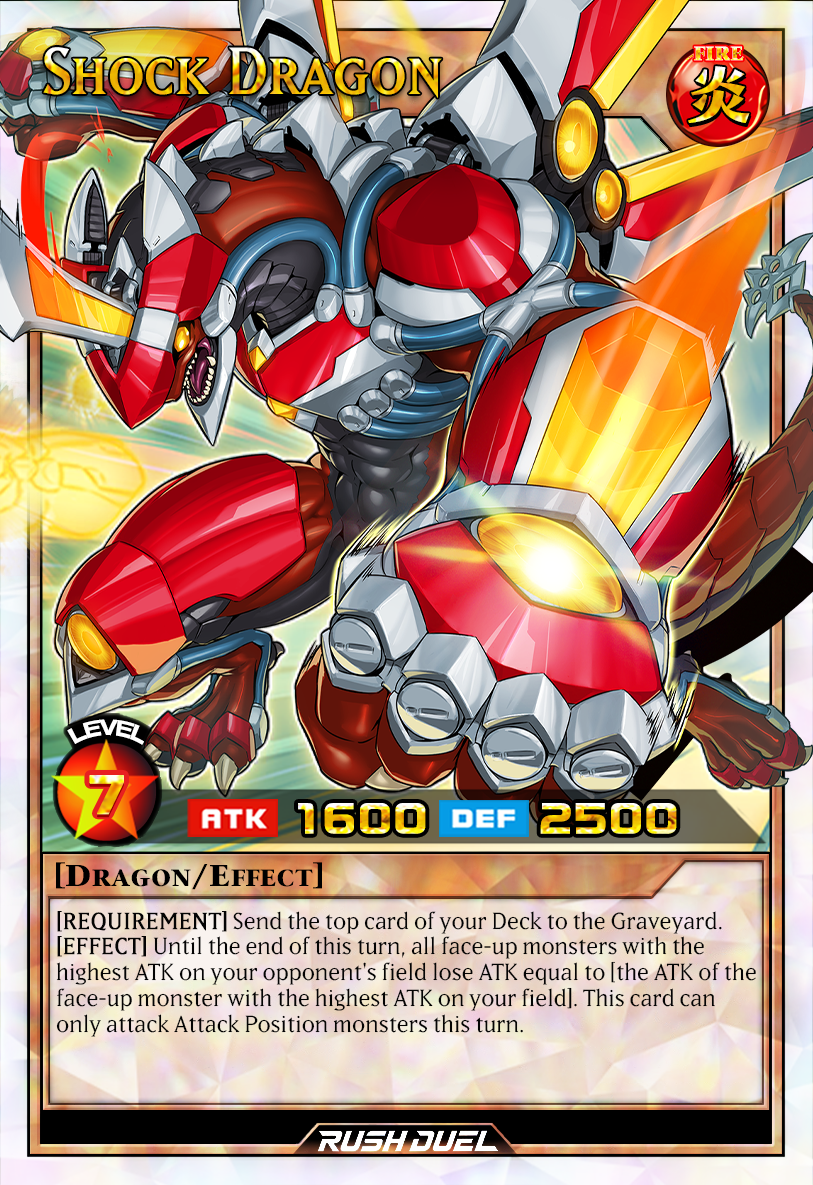 SHOCK DRAGON
FIRE
炎
LEVEL
7
ATK 1600 DEF 2500
[DRAGON/EFFECT]
[REQUIREMENT] Send the top card of your Deck to the Graveyard.
[EFFECT] Until the end of this turn, all face-up monsters with the
highest ATK on your opponent's field lose ATK equal to [the ATK of the
face-up monster with the highest ATK on your field]. This card can
only attack Attack Position monsters this turn.
RUSH DUEL